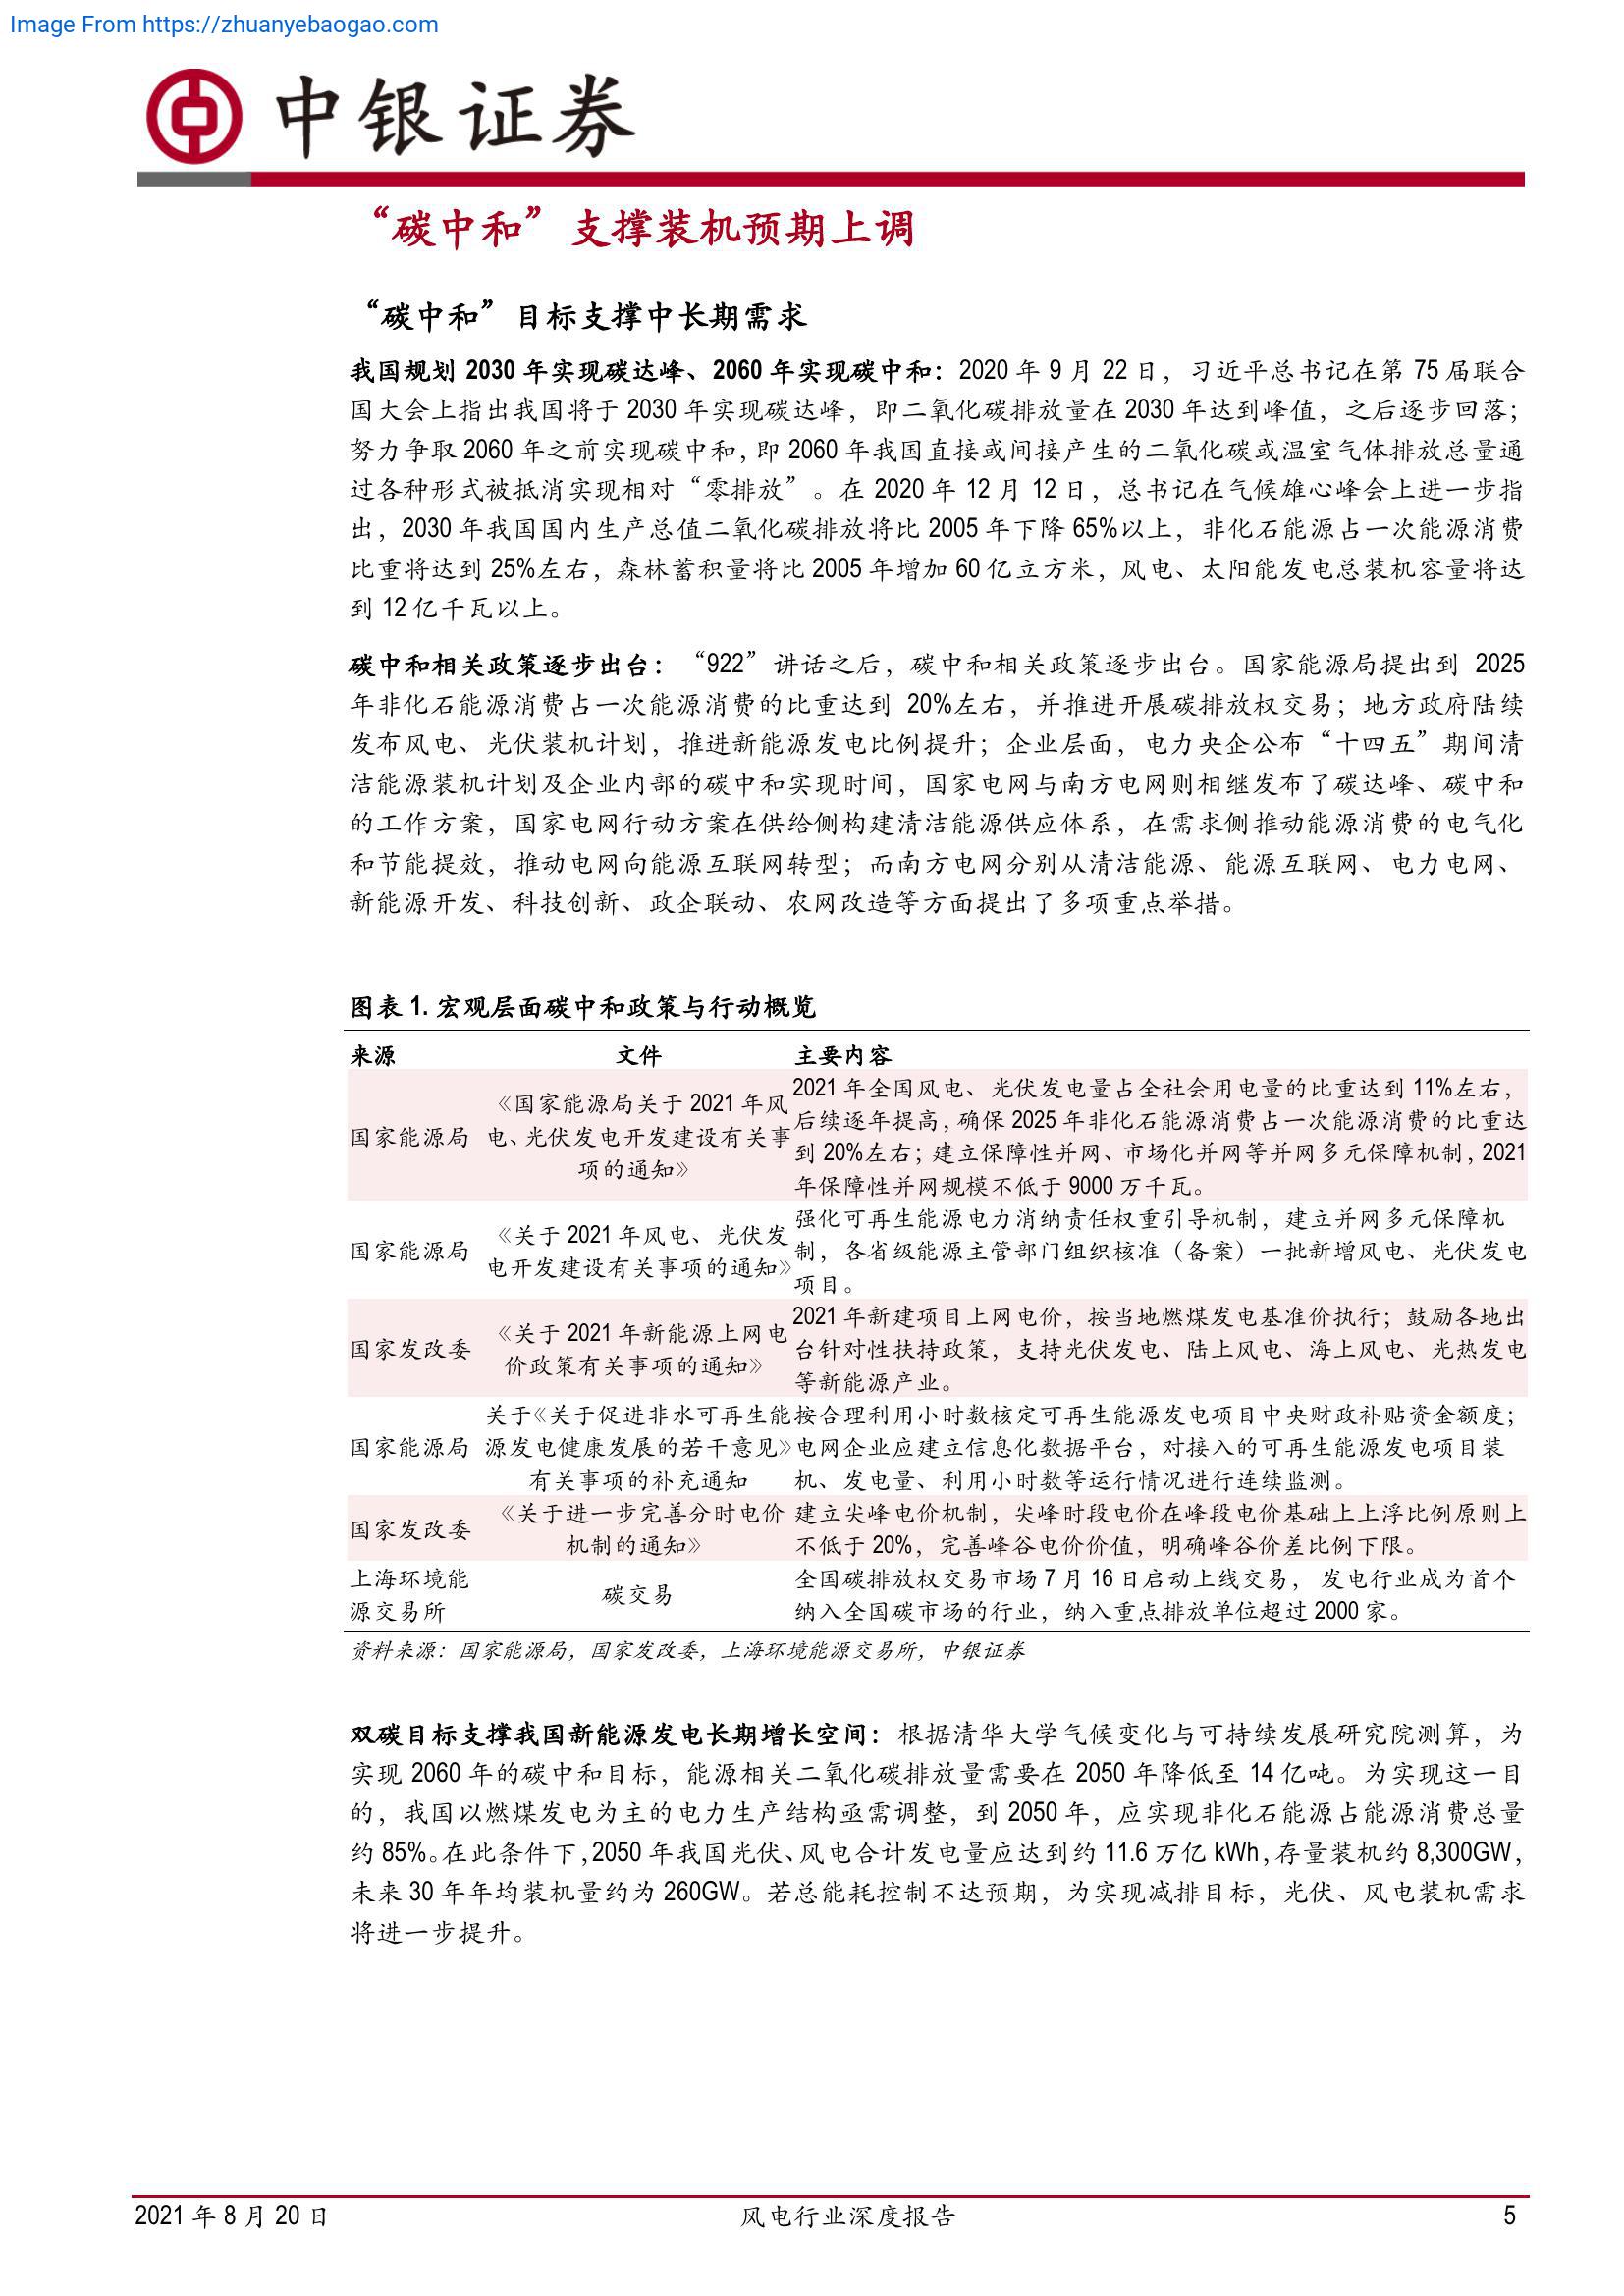 Image From https://zhuanyebaogao.com
中银证券
“碳中和”支撑装机预期上调
“碳中和”目标支撑中长期需求
我国规划 2030 年实现碳达峰、2060 年实现碳中和：2020 年 9 月 22 日，习近平总书记在第 75 届联合
国大会上指出我国将于 2030 年实现碳达峰，即二氧化碳排放量在 2030 年达到峰值，之后逐步回落；
努力争取 2060 年之前实现碳中和，即 2060 年我国直接或间接产生的二氧化碳或温室气体排放总量通
过各种形式被抵消实现相对“零排放”。在 2020 年 12 月 12 日，总书记在气候雄心峰会上进一步指
出，2030 年我国国内生产总值二氧化碳排放将比 2005 年下降 65%以上，非化石能源占一次能源消费
比重将达到 25%左右，森林蓄积量将比 2005 年增加 60 亿立方米，风电、太阳能发电总装机容量将达
到 12 亿千瓦以上。
碳中和相关政策逐步出台：“922”讲话之后，碳中和相关政策逐步出台。国家能源局提出到 2025
年非化石能源消费占一次能源消费的比重达到 20%左右，并推进开展碳排放权交易；地方政府陆续
发布风电、光伏装机计划，推进新能源发电比例提升；企业层面，电力央企公布“十四五”期间清
洁能源装机计划及企业内部的碳中和实现时间，国家电网与南方电网则相继发布了碳达峰、碳中和
的工作方案，国家电网行动方案在供给侧构建清洁能源供应体系，在需求侧推动能源消费的电气化
和节能提效，推动电网向能源互联网转型；而南方电网分别从清洁能源、能源互联网、电力电网、
新能源开发、科技创新、政企联动、农网改造等方面提出了多项重点举措。
图表 1. 宏观层面碳中和政策与行动概览
来源 文件 主要内容
国家能源局
《国家能源局关于 2021 年风
电、光伏发电开发建设有关事
项的通知》
2021 年全国风电、光伏发电量占全社会用电量的比重达到 11%左右，
后续逐年提高，确保 2025 年非化石能源消费占一次能源消费的比重达
到 20%左右；建立保障性并网、市场化并网等并网多元保障机制，2021
年保障性并网规模不低于 9000 万千瓦。
国家能源局
《关于 2021 年风电、光伏发
电开发建设有关事项的通知》
强化可再生能源电力消纳责任权重引导机制，建立并网多元保障机
制，各省级能源主管部门组织核准（备案）一批新增风电、光伏发电
项目。
国家发改委
《关于 2021 年新能源上网电
价政策有关事项的通知》
2021 年新建项目上网电价，按当地燃煤发电基准价执行；鼓励各地出
台针对性扶持政策，支持光伏发电、陆上风电、海上风电、光热发电
等新能源产业。
国家能源局
关于《关于促进非水可再生能
源发电健康发展的若干意见》
有关事项的补充通知
按合理利用小时数核定可再生能源发电项目中央财政补贴资金额度；
电网企业应建立信息化数据平台，对接入的可再生能源发电项目装
机、发电量、利用小时数等运行情况进行连续监测。
国家发改委
《关于进一步完善分时电价
机制的通知》
建立尖峰电价机制，尖峰时段电价在峰段电价基础上上浮比例原则上
不低于 20%，完善峰谷电价价值，明确峰谷价差比例下限。
上海环境能
源交易所
碳交易
全国碳排放权交易市场 7 月 16 日启动上线交易， 发电行业成为首个
纳入全国碳市场的行业，纳入重点排放单位超过 2000 家。
资料来源：国家能源局，国家发改委，上海环境能源交易所，中银证券
双碳目标支撑我国新能源发电长期增长空间：根据清华大学气候变化与可持续发展研究院测算，为
实现 2060 年的碳中和目标，能源相关二氧化碳排放量需要在 2050 年降低至 14 亿吨。为实现这一目
的，我国以燃煤发电为主的电力生产结构亟需调整，到 2050 年，应实现非化石能源占能源消费总量
约 85%。在此条件下，2050 年我国光伏、风电合计发电量应达到约 11.6 万亿 kWh，存量装机约 8,300GW，
未来 30 年年均装机量约为 260GW。若总能耗控制不达预期，为实现减排目标，光伏、风电装机需求
将进一步提升。
2021 年 8 月 20 日 风电行业深度报告 5